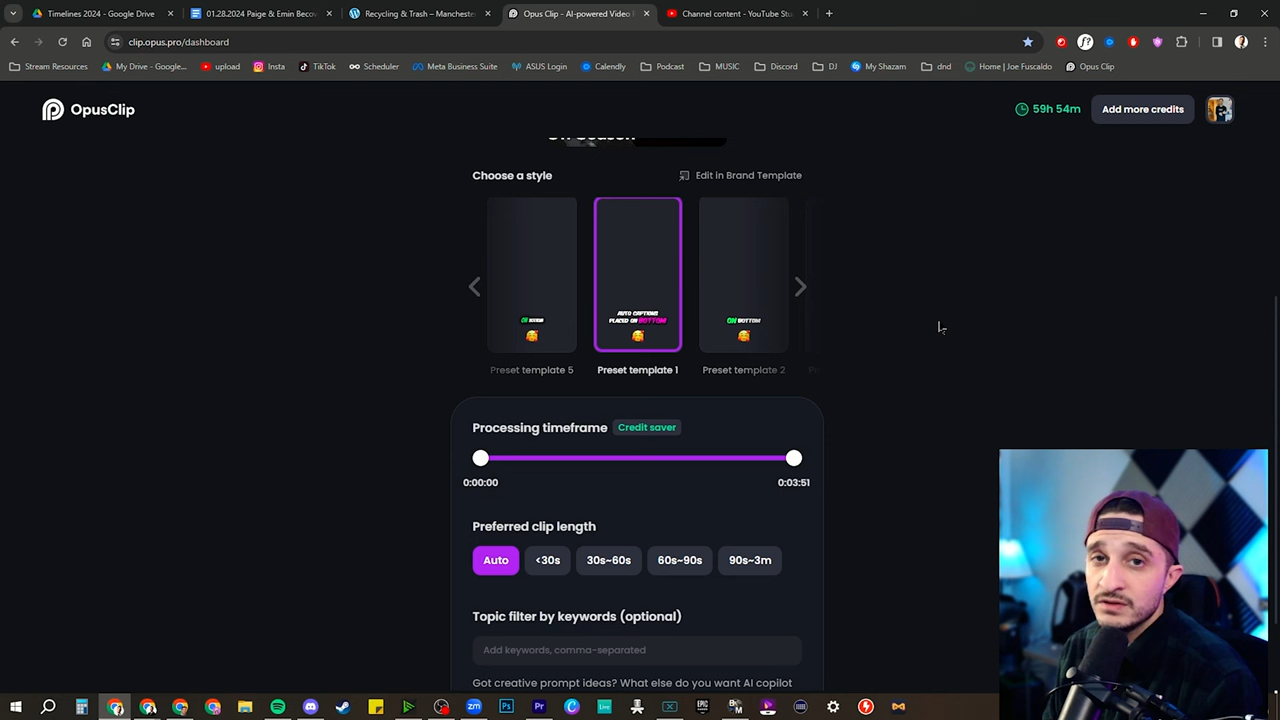 Timelines 2024 - Google Drive
01.28.2024 Paige & Emin Becov
Recycling & Trash – Manchester
Opus Clip - AI-powered Video
Channel content - YouTube Stu
clip.opus.pro/dashboard
Stream Resources
My Drive - Google...
upload
Insta
TikTok
Scheduler
Meta Business Suite
ASUS Login
Calendly
Podcast
MUSIC
Discord
DJ
My Shazam
dnd
Home | Joe Fuscaldo
Opus Clip
OpusClip
59h 54m
Add more credits
Choose a style
Edit in Brand Template
AUTO CAPTIONS
PLACED ON BOTTOM
ON BOTTOM
Preset template 5
Preset template 1
Preset template 2
Processing timeframe
Credit saver
0:00:00
0:03:51
Preferred clip length
Auto
<30s
30s~60s
60s~90s
90s~3m
Topic filter by keywords (optional)
Add keywords, comma-separated
Got creative prompt ideas? What else do you want AI copilot